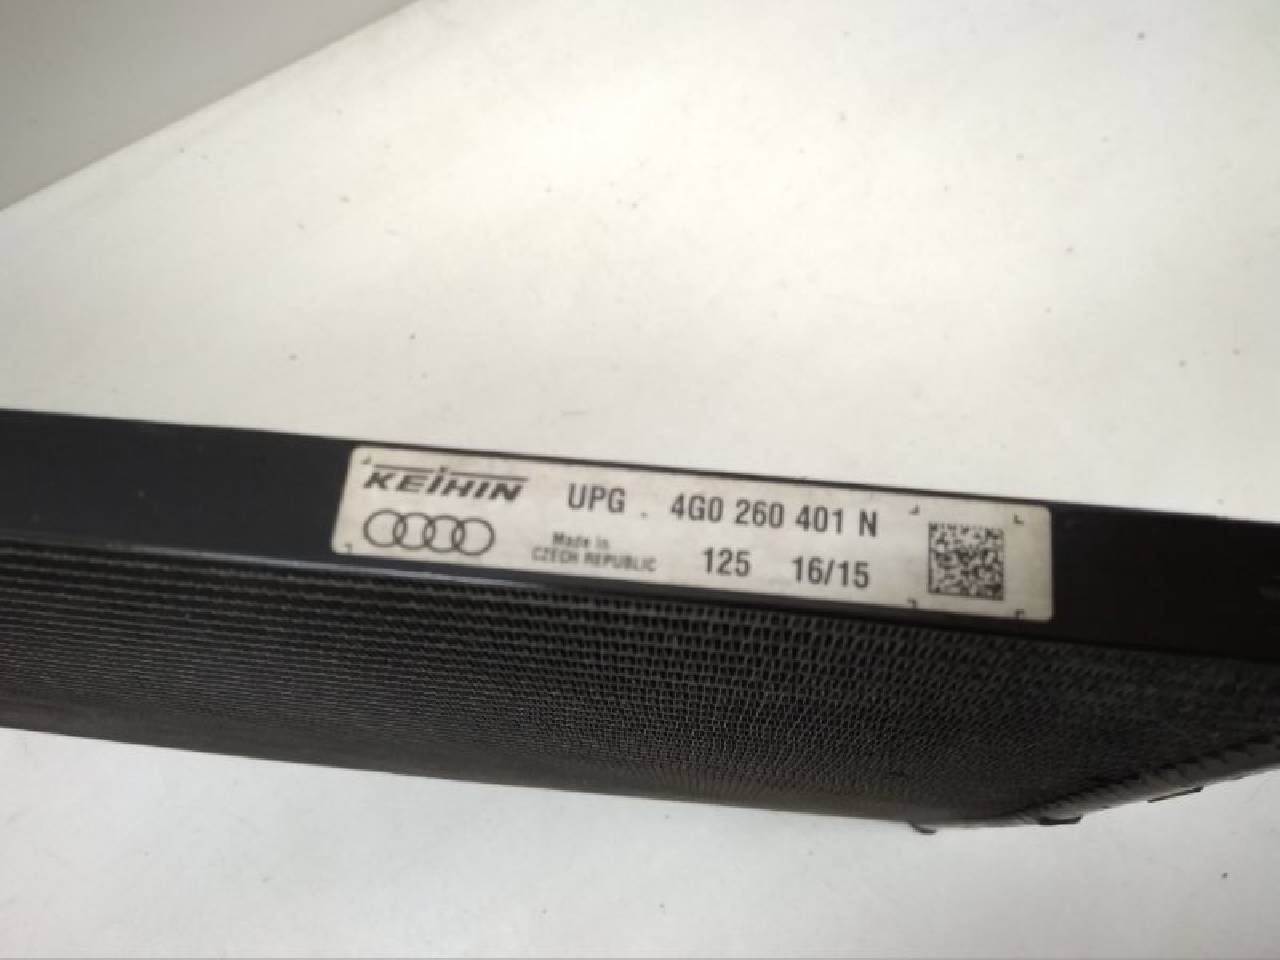 KEIHIN UPG . 4G0 260 401 N
Made in
CZECH REPUBLIC 125 16/15